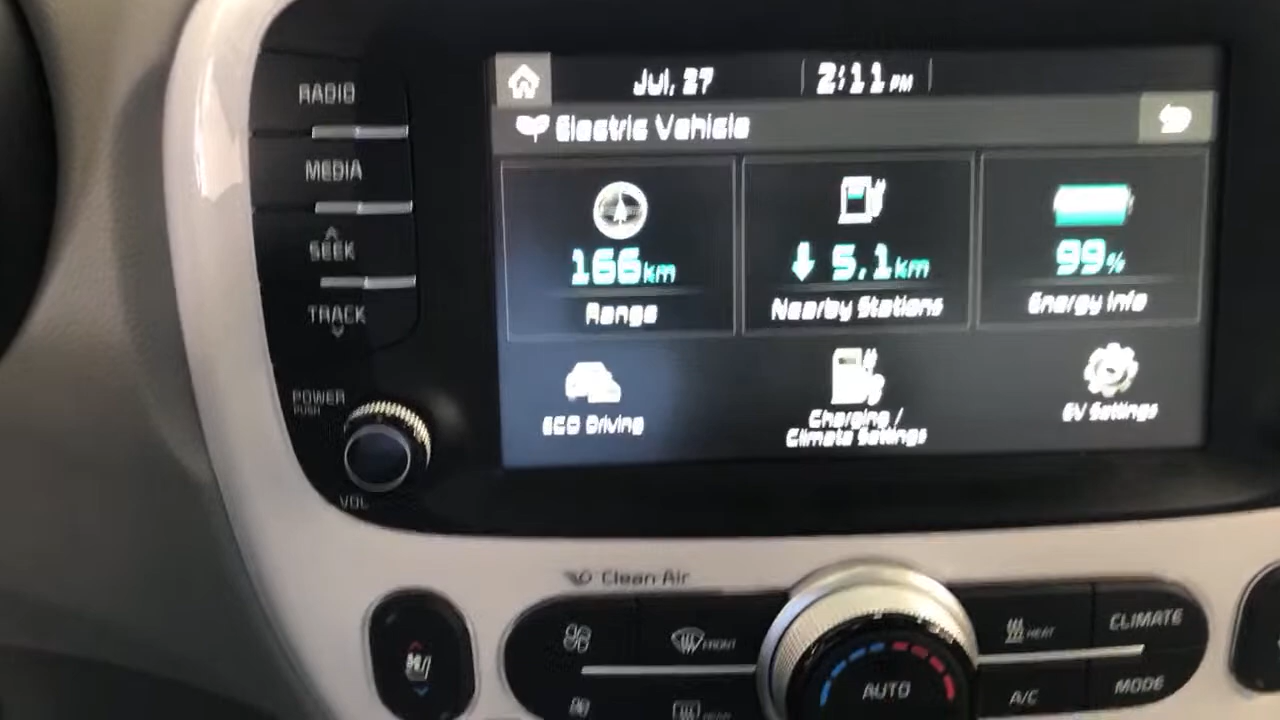 RADIO
MEDIA
SEEK
TRACK
POWER
PUSH
VOL
Jul, 27 2:11 PM
Electric Vehicle
166km
Range
5.1km
Nearby Stations
99%
Energy Info
ECO Driving
Charging /
Climate Settings
EV Settings
Clean Air
FRONT
HEAT
CLIMATE
AUTO
A/C
MODE
REAR